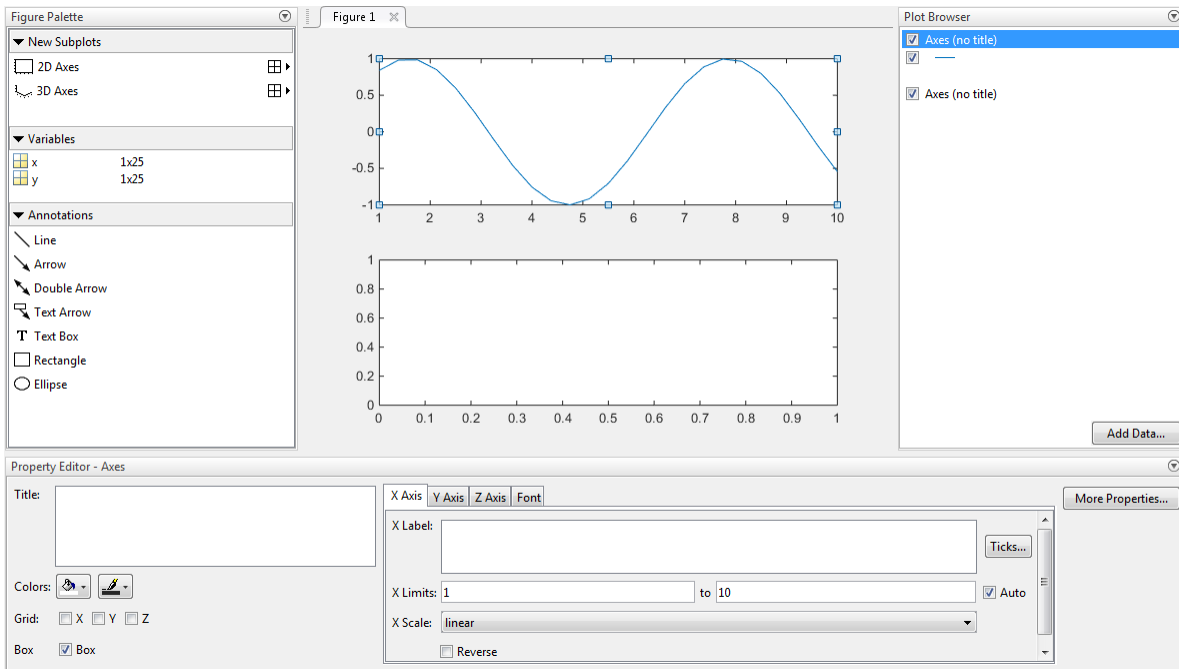 Figure Palette
New Subplots
2D Axes
3D Axes
Variables
x 1x25
y 1x25
Annotations
Line
Arrow
Double Arrow
Text Arrow
T Text Box
Rectangle
Ellipse
Figure 1
1
0.5
0
-0.5
-1
1 2 3 4 5 6 7 8 9 10
1
0.8
0.6
0.4
0.2
0
0 0.1 0.2 0.3 0.4 0.5 0.6 0.7 0.8 0.9 1
Plot Browser
Axes (no title)
Axes (no title)
Add Data...
Property Editor - Axes
Title:
Colors:
Grid: X Y Z
Box Box
X Axis Y Axis Z Axis Font
X Label:
Ticks...
X Limits: 1 to 10 Auto
X Scale: linear
Reverse
More Properties...